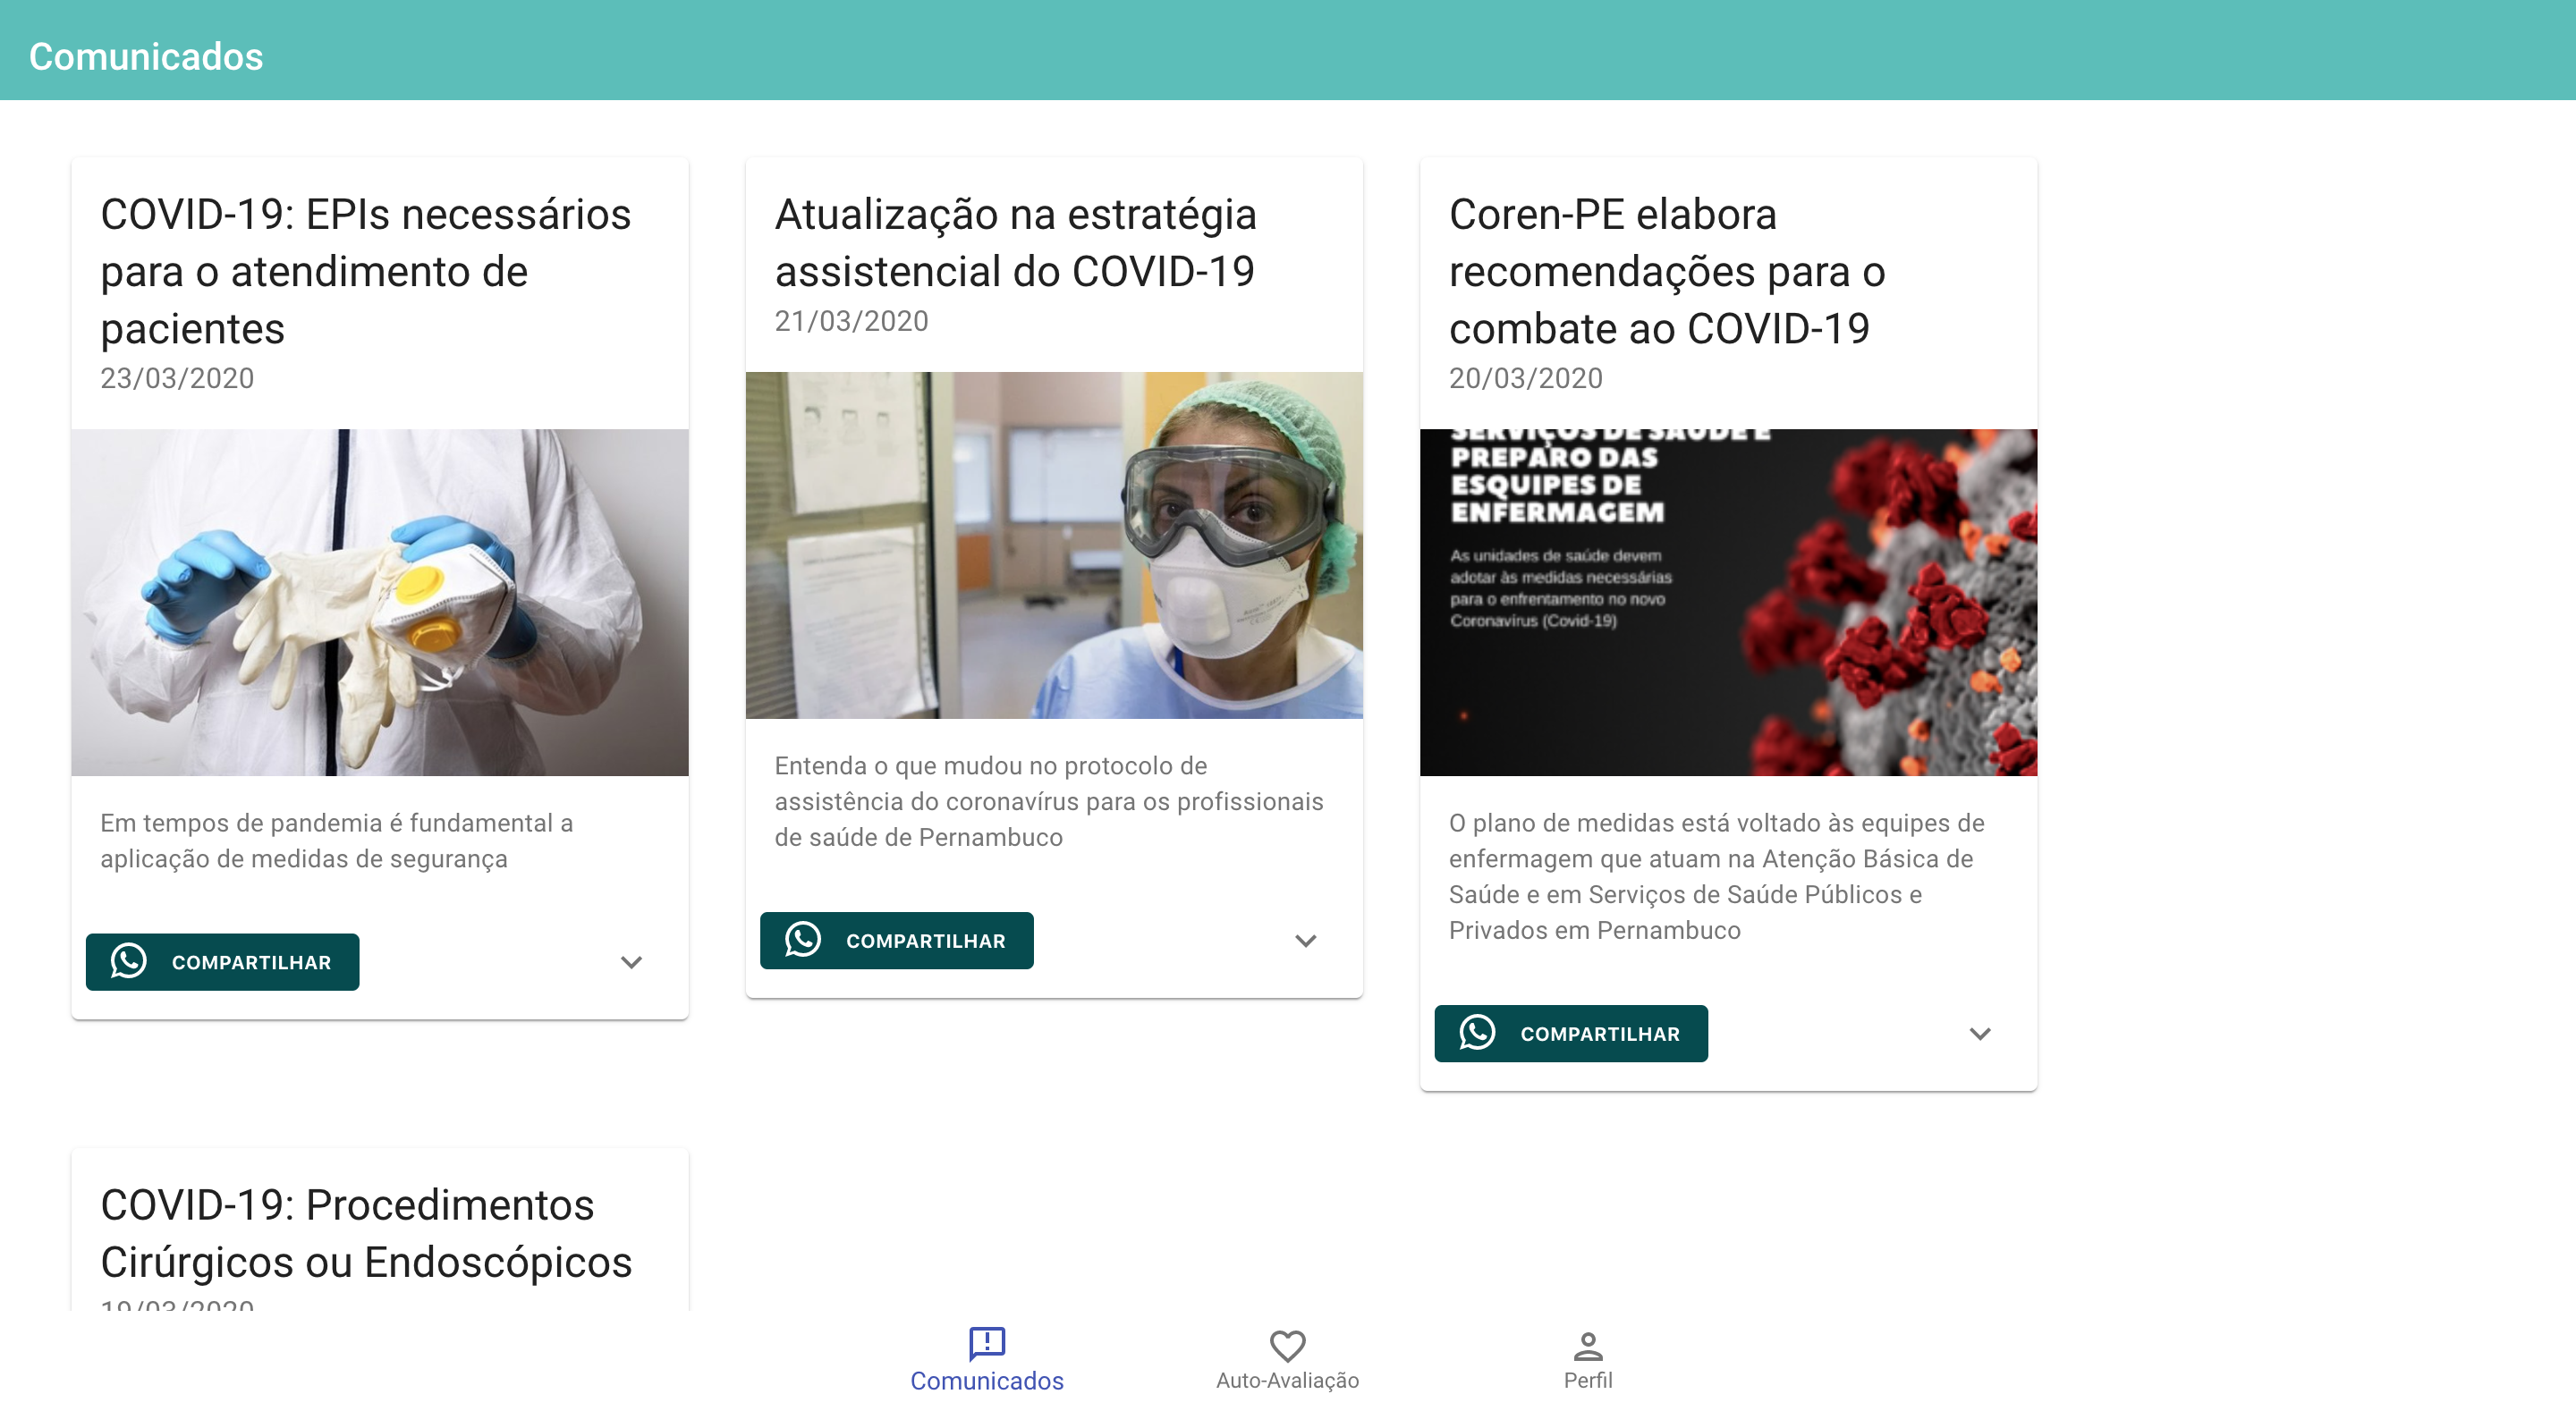 Comunicados
COVID-19: EPIs necessários
para o atendimento de
pacientes
23/03/2020
Em tempos de pandemia é fundamental a
aplicação de medidas de segurança
COMPARTILHAR
Atualização na estratégia
assistencial do COVID-19
21/03/2020
Entenda o que mudou no protocolo de
assistência do coronavírus para os profissionais
de saúde de Pernambuco
COMPARTILHAR
Coren-PE elabora
recomendações para o
combate ao COVID-19
20/03/2020
SERVIÇOS DE SAÚDE E
PREPARO DAS
ESQUIPES DE
ENFERMAGEM
As unidades de saúde devem
adotar às medidas necessárias
para o enfrentamento no novo
Coronavírus (Covid-19)
O plano de medidas está voltado às equipes de
enfermagem que atuam na Atenção Básica de
Saúde e em Serviços de Saúde Públicos e
Privados em Pernambuco
COMPARTILHAR
COVID-19: Procedimentos
Cirúrgicos ou Endoscópicos
19/03/2020
Comunicados
Auto-Avaliação
Perfil